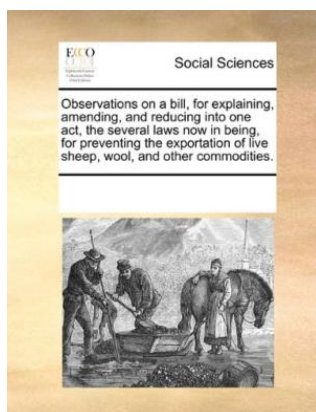 ECCO
Social Sciences
Observations on a bill, for explaining,
amending, and reducing into one
act, the several laws now in being,
for preventing the exportation of live
sheep, wool, and other commodities.